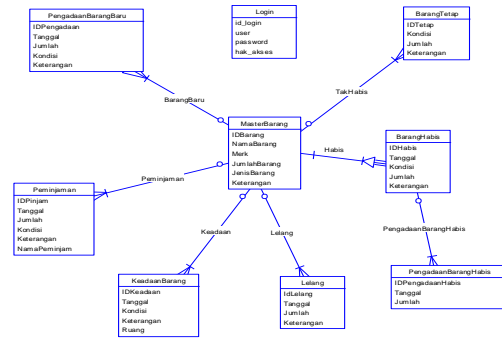 PengadaanBarangBaru
IDPengadaan
Tanggal
Jumlah
Kondisi
Keterangan
Login
id_login
user
password
hak_akses
BarangTetap
IDTetap
Kondisi
Jumlah
Keterangan
BarangBaru
TakHabis
MasterBarang
IDBarang
NamaBarang
Merk
JumlahBarang
JenisBarang
Keterangan
Habis
BarangHabis
IDHabis
Tanggal
Kondisi
Jumlah
Keterangan
Peminjaman
Peminjaman
IDPinjam
Tanggal
Jumlah
Kondisi
Keterangan
NamaPeminjam
Keadaan
Lelang
PengadaanBarangHabis
KeadaanBarang
IDKeadaan
Tanggal
Kondisi
Keterangan
Ruang
Lelang
IdLelang
Tanggal
Jumlah
Keterangan
PengadaanBarangHabis
IDPengadaanHabis
Tanggal
Jumlah